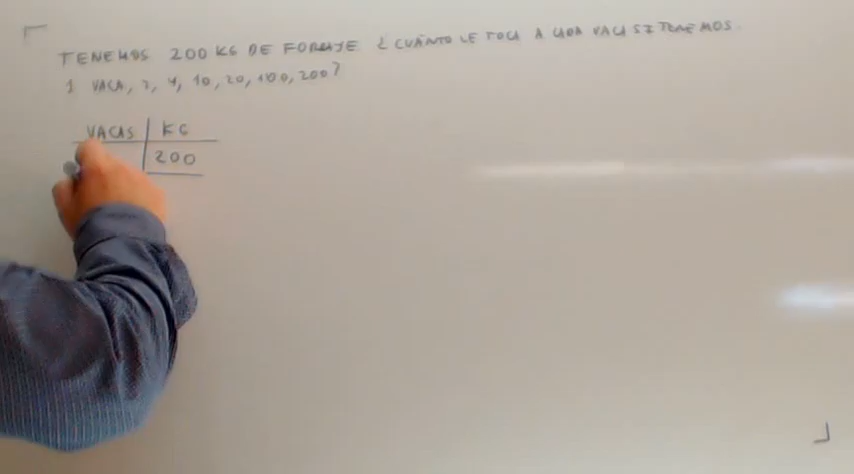 TENEMOS 200 KG DE FORRAJE ¿ CUÁNTO LE TOCA A CADA VACA SI TENEMOS.
1 VACA, 2, 4, 10, 20, 100, 200?
VACAS KG
200